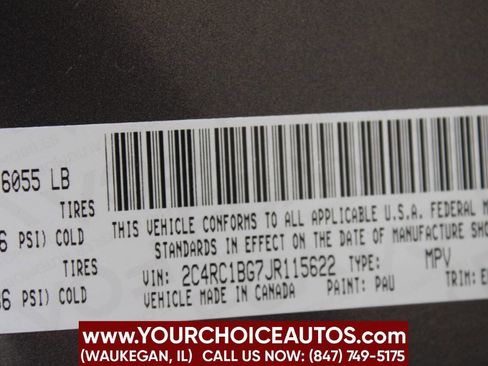 6055 LB
TIRES
6 PSI) COLD
TIRES
36 PSI) COLD
THIS VEHICLE CONFORMS TO ALL APPLICABLE U.S.A. FEDERAL M
STANDARDS IN EFFECT ON THE DATE OF MANUFACTURE SHO
VIN: 2C4RC1BG7JR115622 TYPE: MPV
VEHICLE MADE IN CANADA PAINT: PAU TRIM:
WWW.YOURCHOICEAUTOS.COM
(WAUKEGAN, IL) CALL US NOW: (847) 749-5175